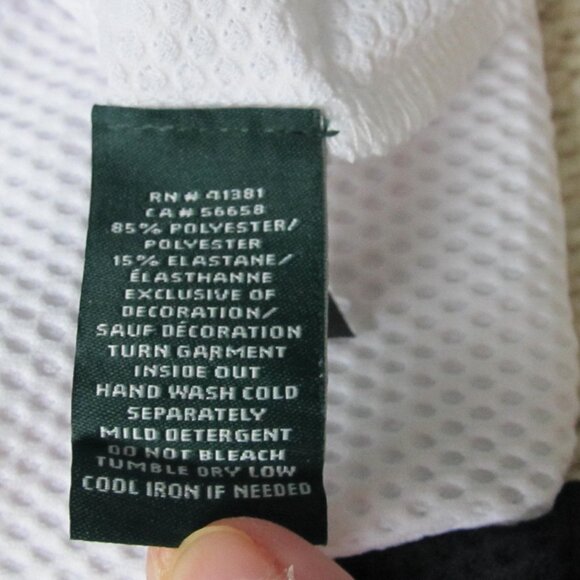 RN # 41381
CA # 56658
85% POLYESTER/
POLYESTER
15% ELASTANE/
ÉLASTHANNE
EXCLUSIVE OF
DECORATION/
SAUF DÉCORATION
TURN GARMENT
INSIDE OUT
HAND WASH COLD
SEPARATELY
MILD DETERGENT
DO NOT BLEACH
TUMBLE DRY LOW
COOL IRON IF NEEDED